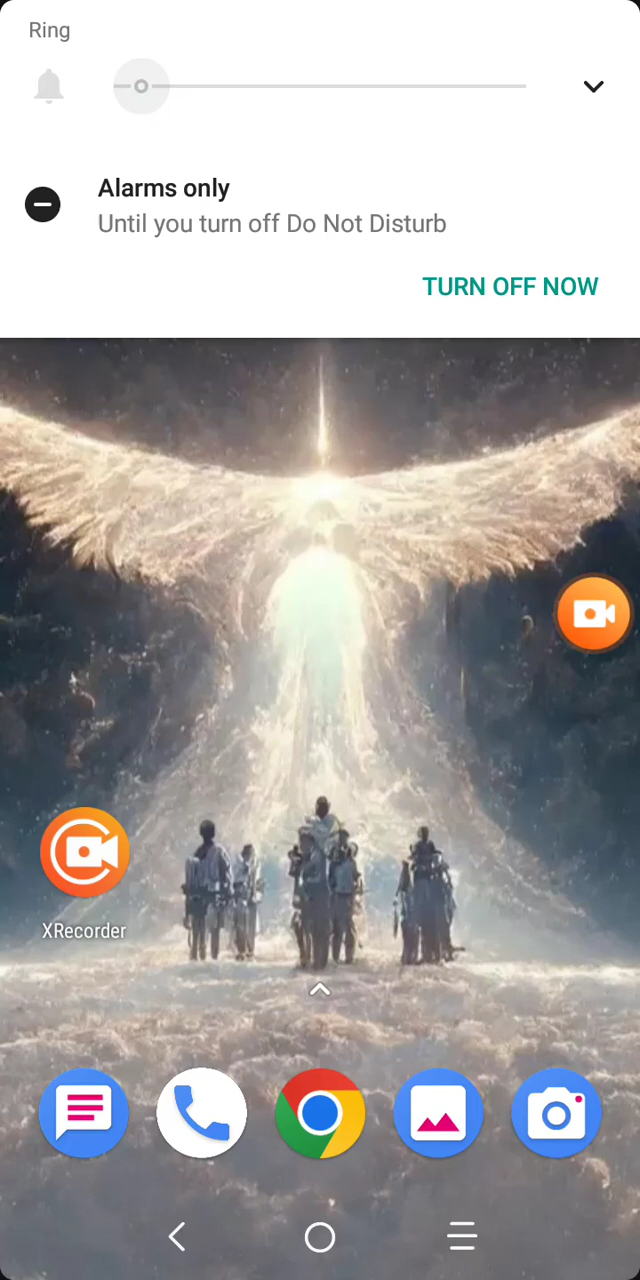 Ring
Alarms only
Until you turn off Do Not Disturb
TURN OFF NOW
XRecorder